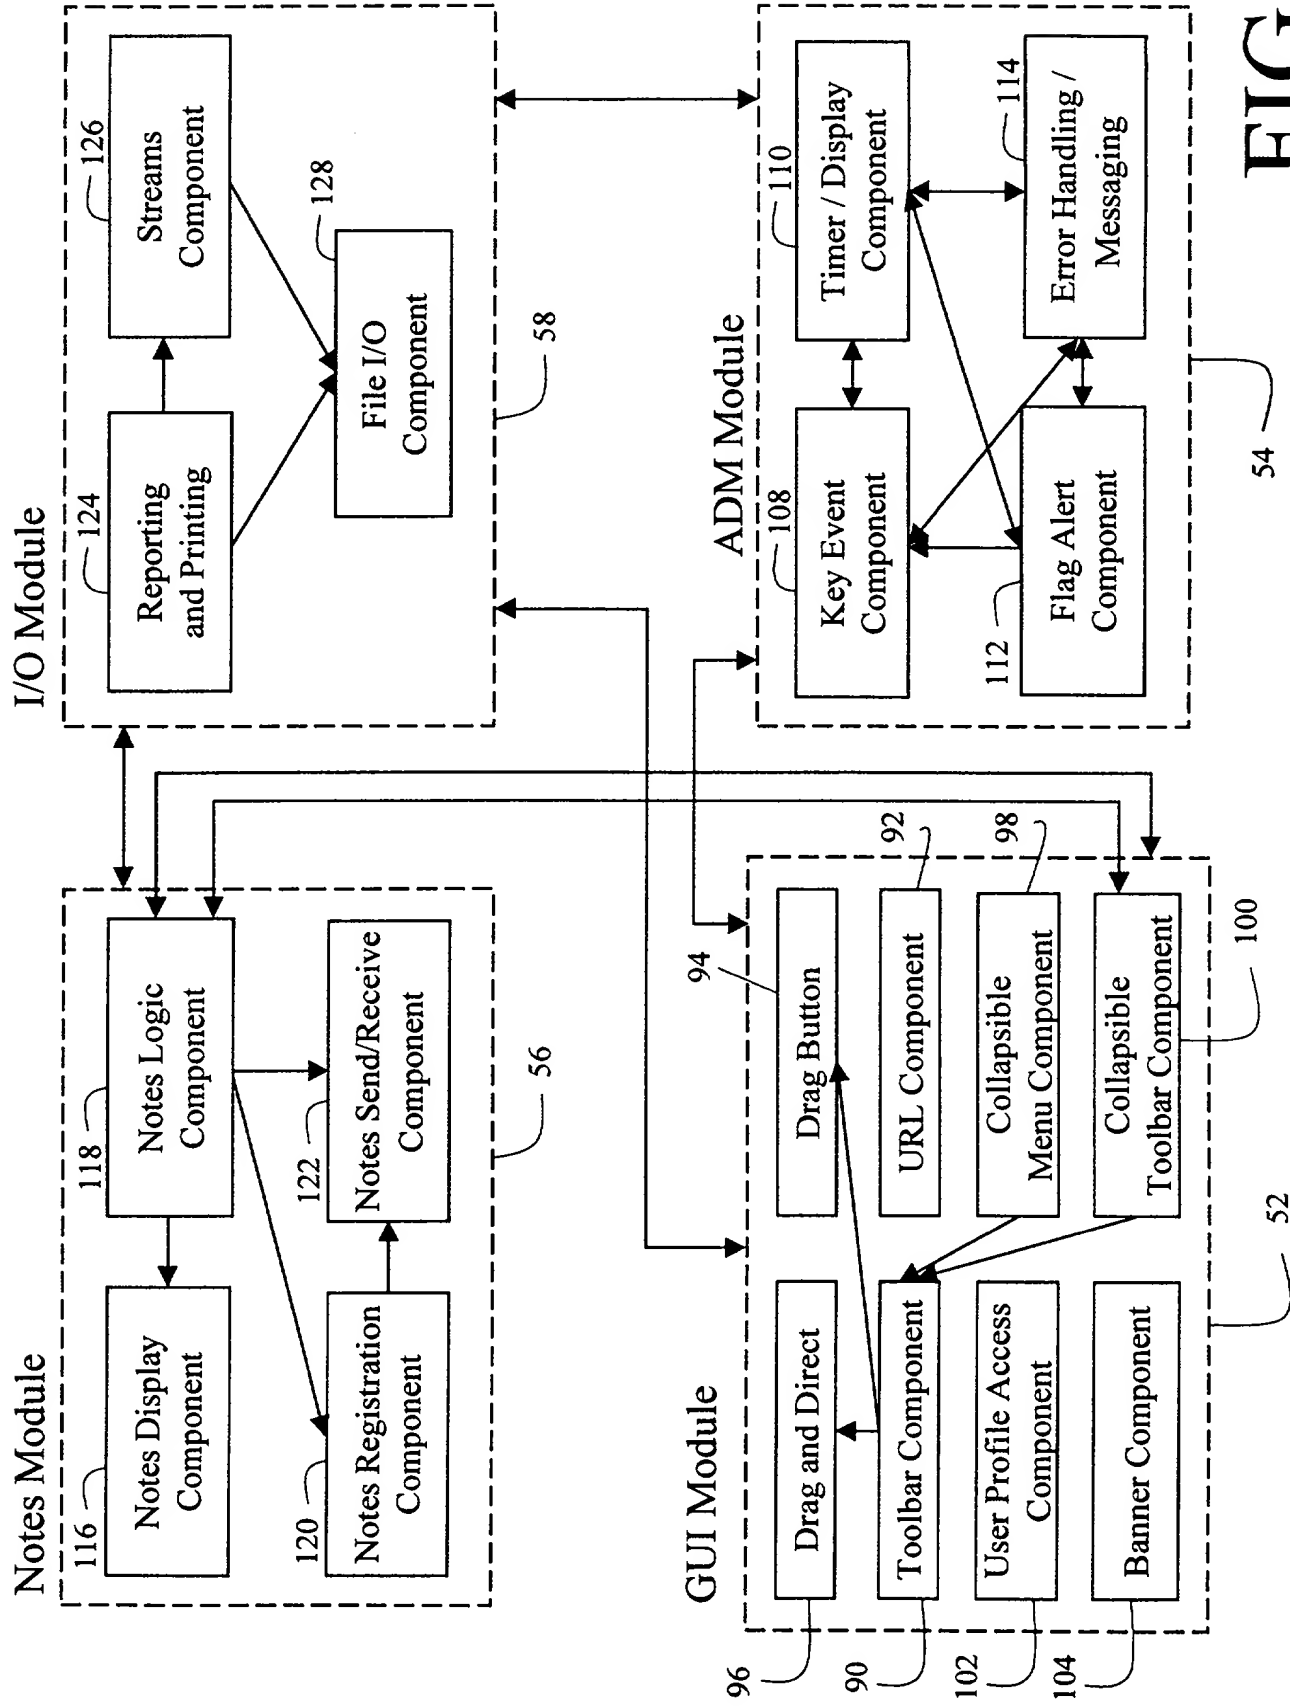 Notes Module
116
Notes Display
Component
118
Notes Logic
Component
120
Notes Registration
Component
122
Notes Send/Receive
Component
56
I/O Module
124
Reporting
and Printing
126
Streams
Component
128
File I/O
Component
58
GUI Module
96
Drag and Direct
94
Drag Button
90
Toolbar Component
92
URL Component
102
User Profile Access
Component
98
Collapsible
Menu Component
104
Banner Component
100
Collapsible
Toolbar Component
52
ADM Module
108
Key Event
Component
110
Timer / Display
Component
112
Flag Alert
Component
114
Error Handling /
Messaging
54
FIG